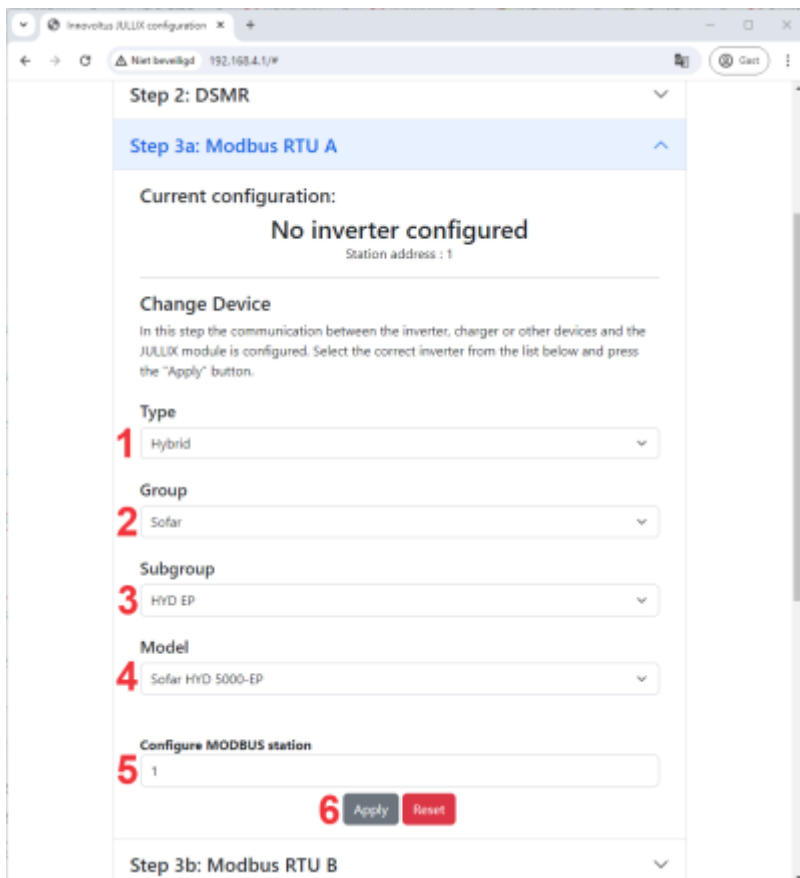 Innovoltus JULLIX configuration
Niet beveiligd 192.168.4.1/#
Gast
Step 2: DSMR
Step 3a: Modbus RTU A
Current configuration:
No inverter configured
Station address : 1
Change Device
In this step the communication between the inverter, charger or other devices and the
JULLIX module is configured. Select the correct inverter from the list below and press
the "Apply" button.
Type
1 Hybrid
Group
2 Sofar
Subgroup
3 HYD EP
Model
4 Sofar HYD 5000-EP
Configure MODBUS station
5 1
6 Apply Reset
Step 3b: Modbus RTU B